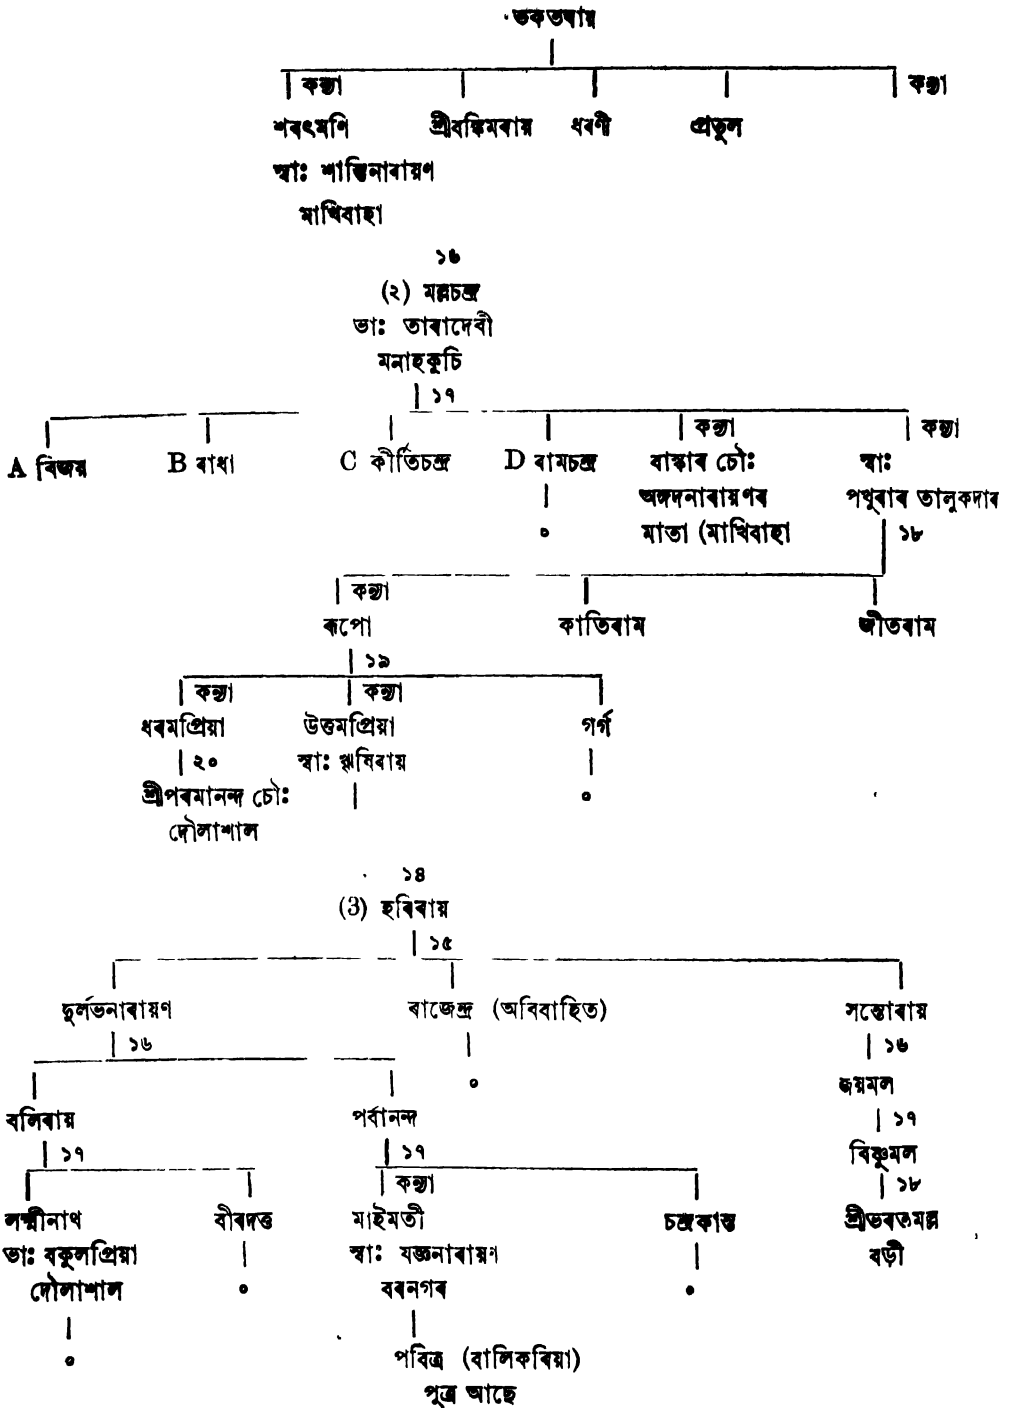 ভকতৰায়
কন্যা কন্যা
শৰৎমণি শ্ৰীবঙ্কিমৰায় ধৰণী প্ৰতুল
স্বাঃ শান্তিনাৰায়ণ
মাখিবাহা
১৬
(২) মল্লচন্দ্ৰ
ভাঃ তাৰাদেবী
মনাহকুচি
১৭
কন্যা কন্যা
A বিজয় B ৰাধা C কীৰ্তিচন্দ্ৰ D ৰামচন্দ্ৰ বাস্কাৰ চৌঃ স্বাঃ
অঙ্গদনাৰায়ণৰ পথুৰাৰ তালুকদাৰ
০ মাতা (মাখিবাহা ১৮
কন্যা
ৰূপো কাতিৰাম জীতৰাম
১৯
কন্যা কন্যা
ধৰমপ্ৰিয়া উত্তমপ্ৰিয়া গৰ্গ
২০ স্বাঃ ঋষিৰায়
শ্ৰীপৰমানন্দ চৌঃ ০
দৌলাশাল
১৪
(3) হৰিৰায়
১৫
দুৰ্লভনাৰায়ণ ৰাজেন্দ্ৰ (অবিবাহিত) সন্তোৰায়
১৬ ১৬
০ জয়মল
বলিৰায় পৰ্বানন্দ ১৭
১৭ ১৭ বিষ্ণুমল
কন্যা ১৮
লক্ষ্মীনাথ বীৰদত্ত মাইমতী চন্দ্ৰকান্ত শ্ৰীভৰতমল্ল
ভাঃ বকুলপ্ৰিয়া স্বাঃ যজ্ঞনাৰায়ণ বড়ী
দৌলাশাল ০ বৰনগৰ ০
০ পবিত্ৰ (বালিকৰিয়া)
পুত্ৰ আছে